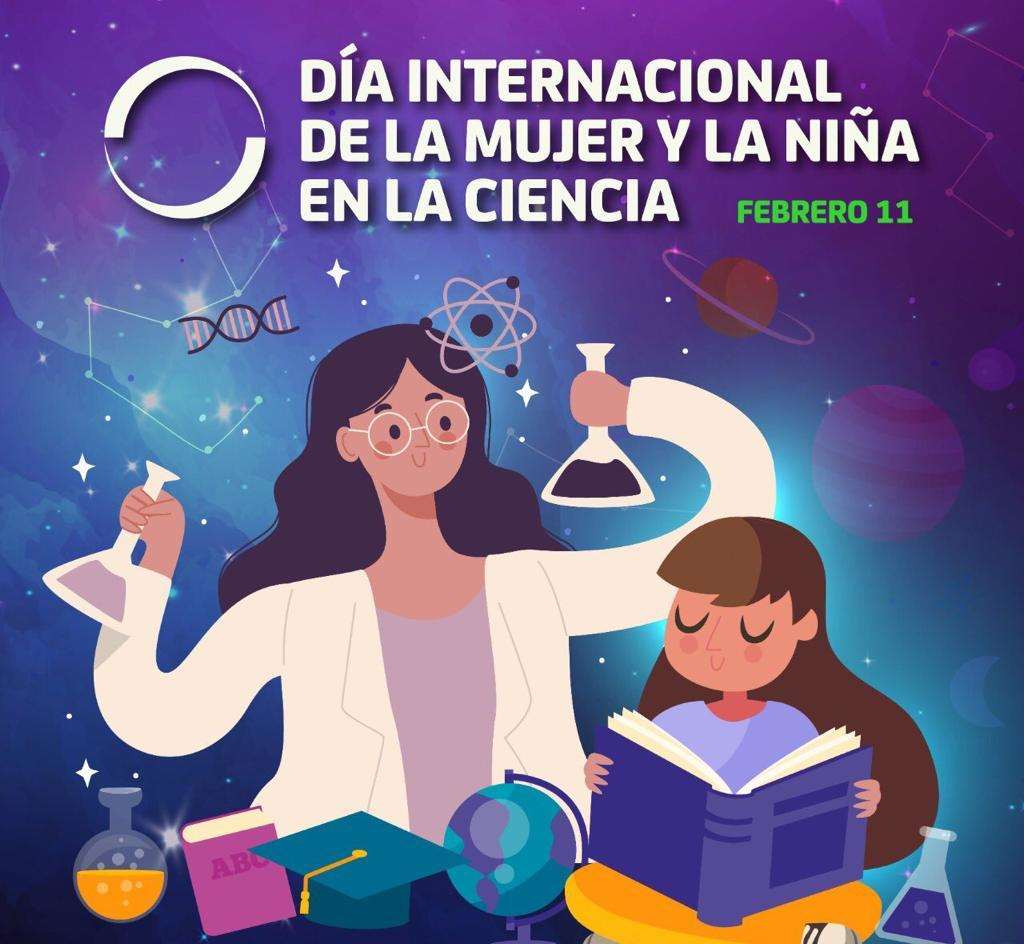 DÍA INTERNACIONAL
DE LA MUJER Y LA NIÑA
EN LA CIENCIA
FEBRERO 11
ABC